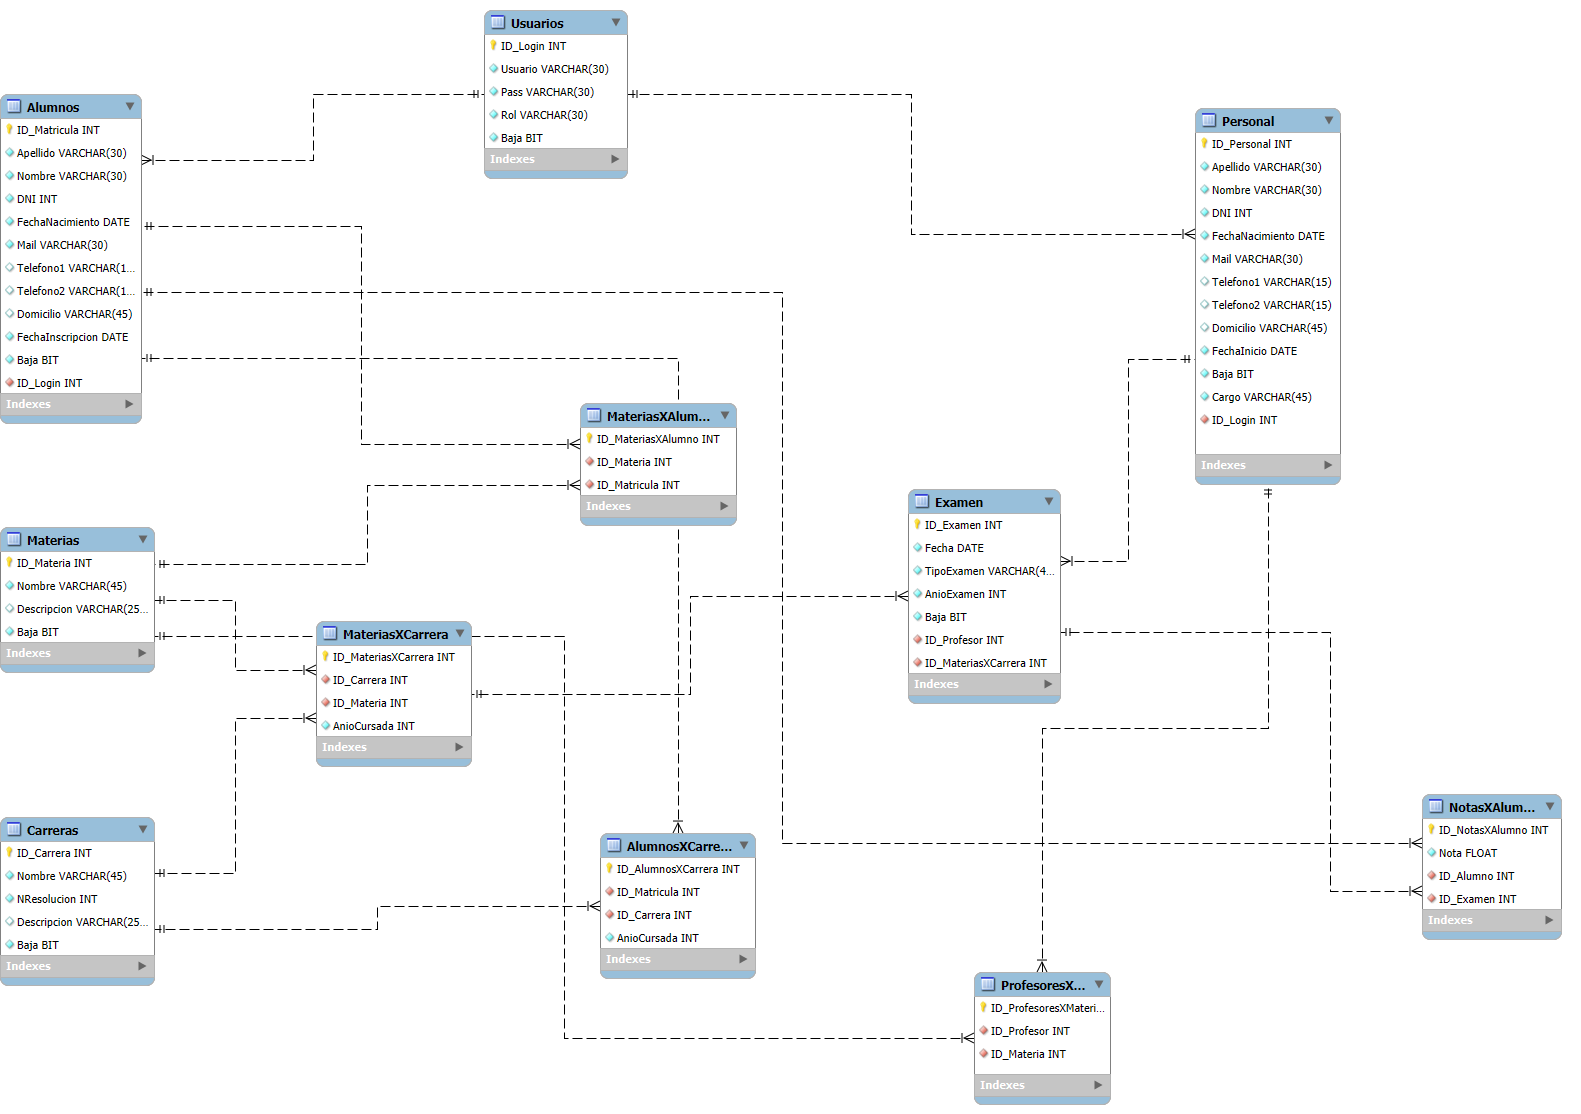 Usuarios
ID_Login INT
Usuario VARCHAR(30)
Pass VARCHAR(30)
Rol VARCHAR(30)
Baja BIT
Indexes
Alumnos
ID_Matricula INT
Apellido VARCHAR(30)
Nombre VARCHAR(30)
DNI INT
FechaNacimiento DATE
Mail VARCHAR(30)
Telefono1 VARCHAR(1...
Telefono2 VARCHAR(1...
Domicilio VARCHAR(45)
FechaInscripcion DATE
Baja BIT
ID_Login INT
Indexes
Personal
ID_Personal INT
Apellido VARCHAR(30)
Nombre VARCHAR(30)
DNI INT
FechaNacimiento DATE
Mail VARCHAR(30)
Telefono1 VARCHAR(15)
Telefono2 VARCHAR(15)
Domicilio VARCHAR(45)
FechaInicio DATE
Baja BIT
Cargo VARCHAR(45)
ID_Login INT
Indexes
MateriasXAlum...
ID_MateriasXAlumno INT
ID_Materia INT
ID_Matricula INT
Indexes
Examen
ID_Examen INT
Fecha DATE
TipoExamen VARCHAR(4...
AnioExamen INT
Baja BIT
ID_Profesor INT
ID_MateriasXCarrera INT
Indexes
Materias
ID_Materia INT
Nombre VARCHAR(45)
Descripcion VARCHAR(25...
Baja BIT
Indexes
MateriasXCarrera
ID_MateriasXCarrera INT
ID_Carrera INT
ID_Materia INT
AnioCursada INT
Indexes
Carreras
ID_Carrera INT
Nombre VARCHAR(45)
NResolucion INT
Descripcion VARCHAR(25...
Baja BIT
Indexes
AlumnosXCarre...
ID_AlumnosXCarrera INT
ID_Matricula INT
ID_Carrera INT
AnioCursada INT
Indexes
NotasXAlum...
ID_NotasXAlumno INT
Nota FLOAT
ID_Alumno INT
ID_Examen INT
Indexes
ProfesoresX...
ID_ProfesoresXMateri...
ID_Profesor INT
ID_Materia INT
Indexes